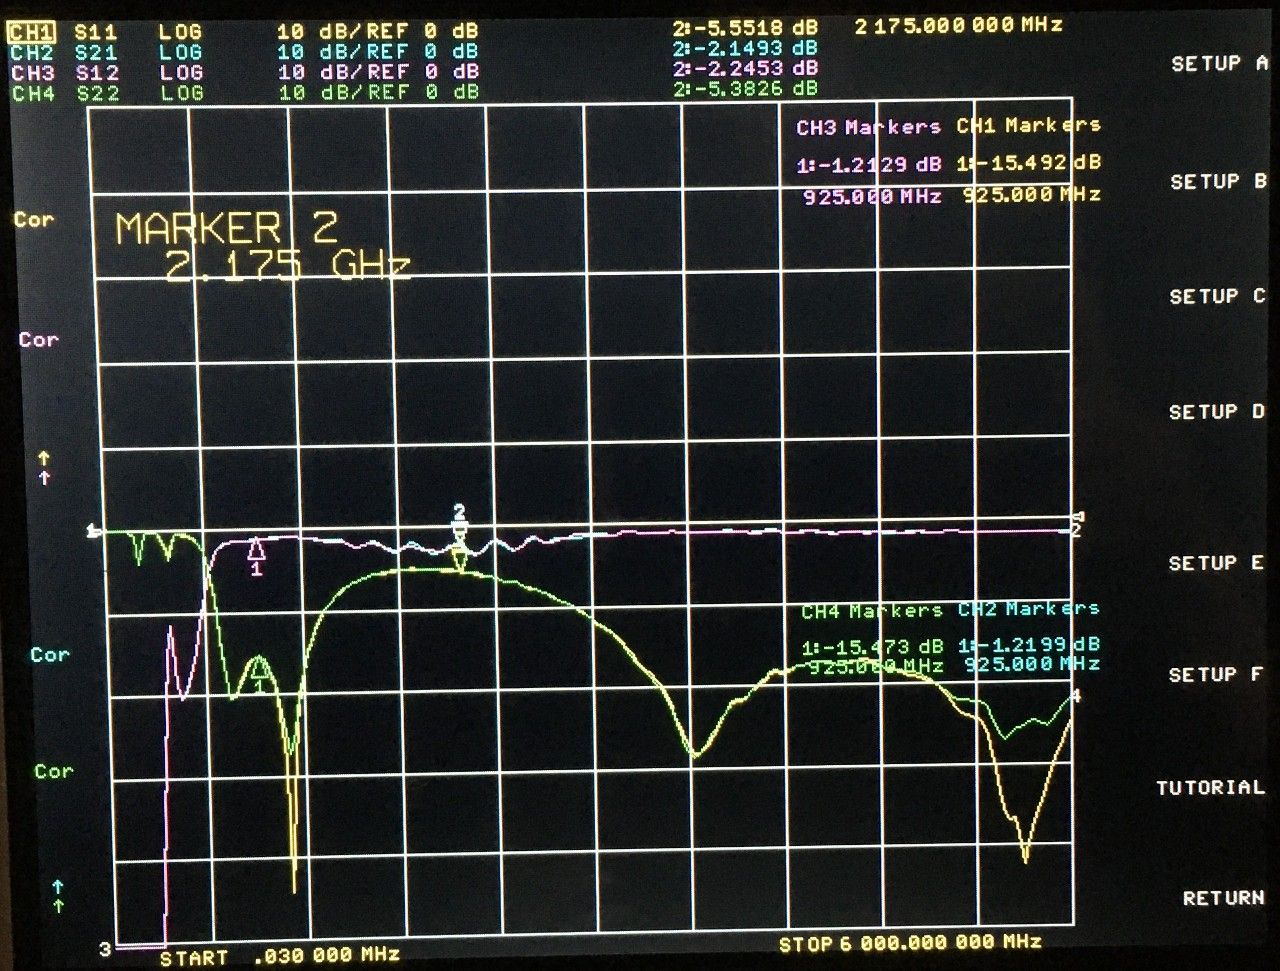 CH1 S11 LOG 10 dB/REF 0 dB 2:-5.5518 dB 2 175.000 000 MHz
CH2 S21 LOG 10 dB/REF 0 dB 2:-2.1493 dB
CH3 S12 LOG 10 dB/REF 0 dB 2:-2.2453 dB
CH4 S22 LOG 10 dB/REF 0 dB 2:-5.3826 dB
SETUP A
CH3 Markers CH1 Markers
1:-1.2129 dB 1:-15.492 dB
925.000 MHz 925.000 MHz
SETUP B
Cor
MARKER 2
2.175 GHz
SETUP C
Cor
SETUP D
↑
↑
2
1
2
1
SETUP E
CH4 Markers CH2 Markers
1:-15.473 dB 1:-1.2199 dB
925.000 MHz 925.000 MHz
Cor
SETUP F
1
4
Cor
TUTORIAL
↑
↑
RETURN
3
START .030 000 MHz STOP 6 000.000 000 MHz